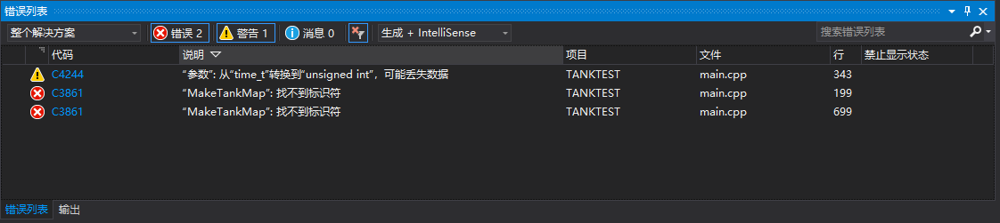 错误列表
整个解决方案 错误 2 警告 1 消息 0 生成 + IntelliSense 搜索错误列表
代码 说明 项目 文件 行 禁止显示状态
C4244 “参数”: 从“time_t”转换到“unsigned int”，可能丢失数据 TANKTEST main.cpp 343
C3861 “MakeTankMap”: 找不到标识符 TANKTEST main.cpp 199
C3861 “MakeTankMap”: 找不到标识符 TANKTEST main.cpp 699
错误列表 输出